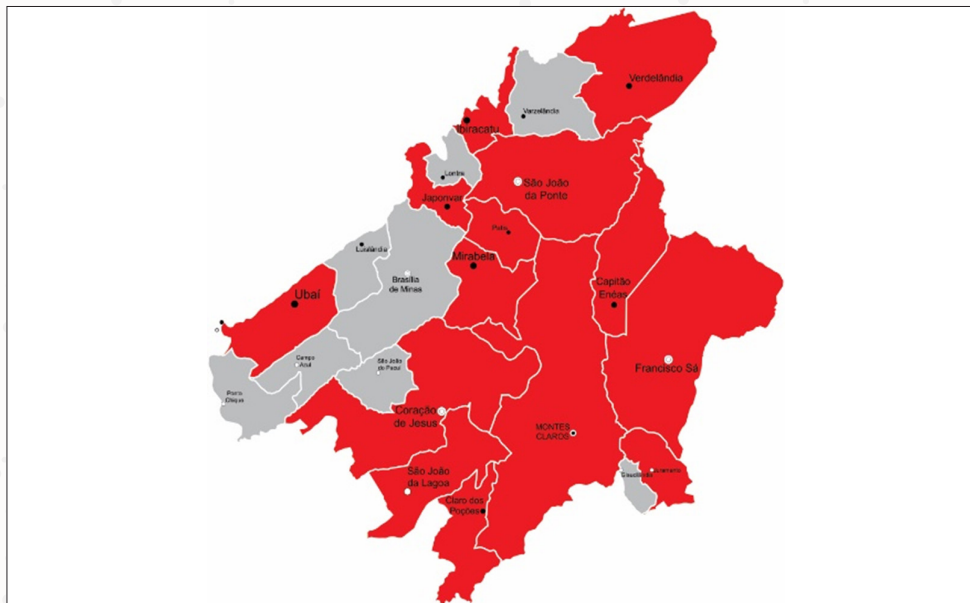 Verdelândia
Varzelândia
Ibiracatu
Lontra
São João
da Ponte
Japonvar
Patis
Luislândia
Mirabela
Brasília
de Minas
Capitão
Enéas
Ubaí
Campo
Azul
São João
do Pacuí
Francisco Sá
Ponto
Chique
Coração
de Jesus
MONTES
CLAROS
São João
da Lagoa
Glaucilândia
Juramento
Claro dos
Poções